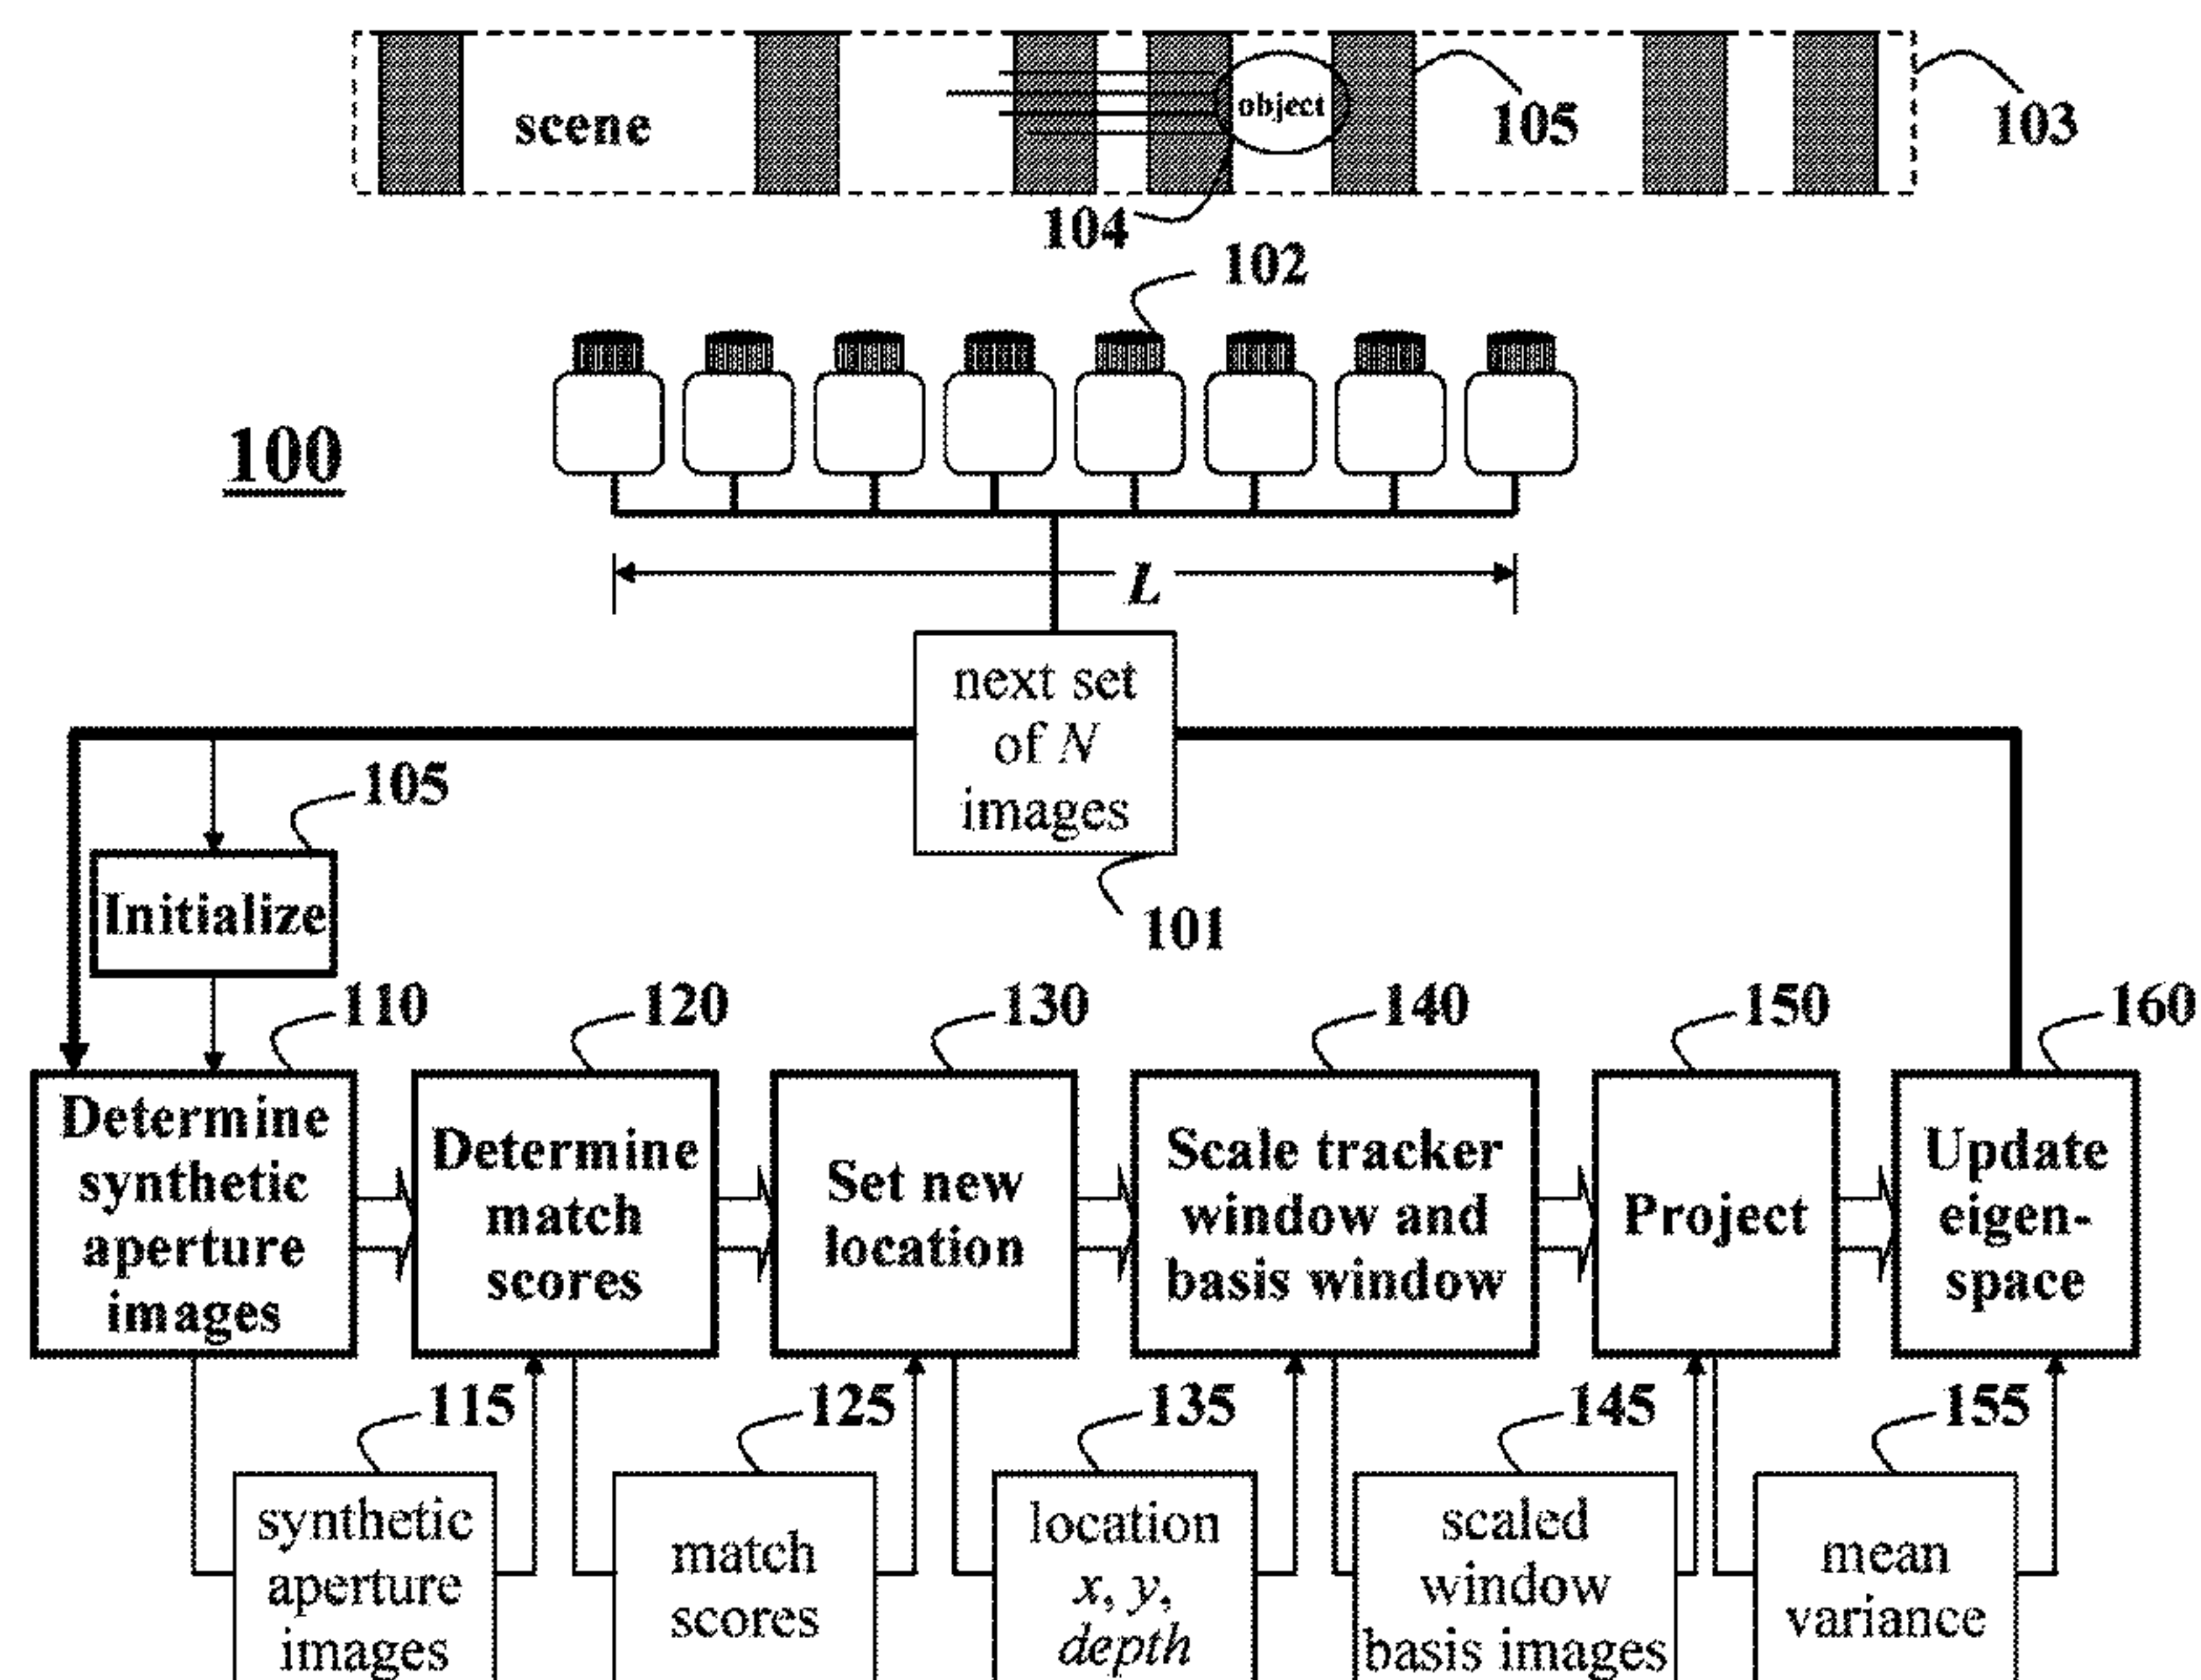 scene
object
105
103
104
102
100
L
next set
of N
images
105
Initialize
101
110
120
130
140
150
160
Determine
synthetic
aperture
images
Determine
match
scores
Set new
location
Scale tracker
window and
basis window
Project
Update
eigen-
space
115
125
135
145
155
synthetic
aperture
images
match
scores
location
x, y,
depth
scaled
window
basis images
mean
variance